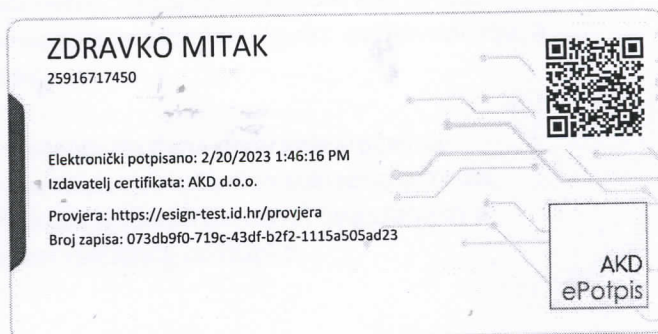 ZDRAVKO MITAK
25916717450
Elektronički potpisano: 2/20/2023 1:46:16 PM
Izdavatelj certifikata: AKD d.o.o.
Provjera: https://esign-test.id.hr/provjera
Broj zapisa: 073db9f0-719c-43df-b2f2-1115a505ad23
AKD
ePotpis